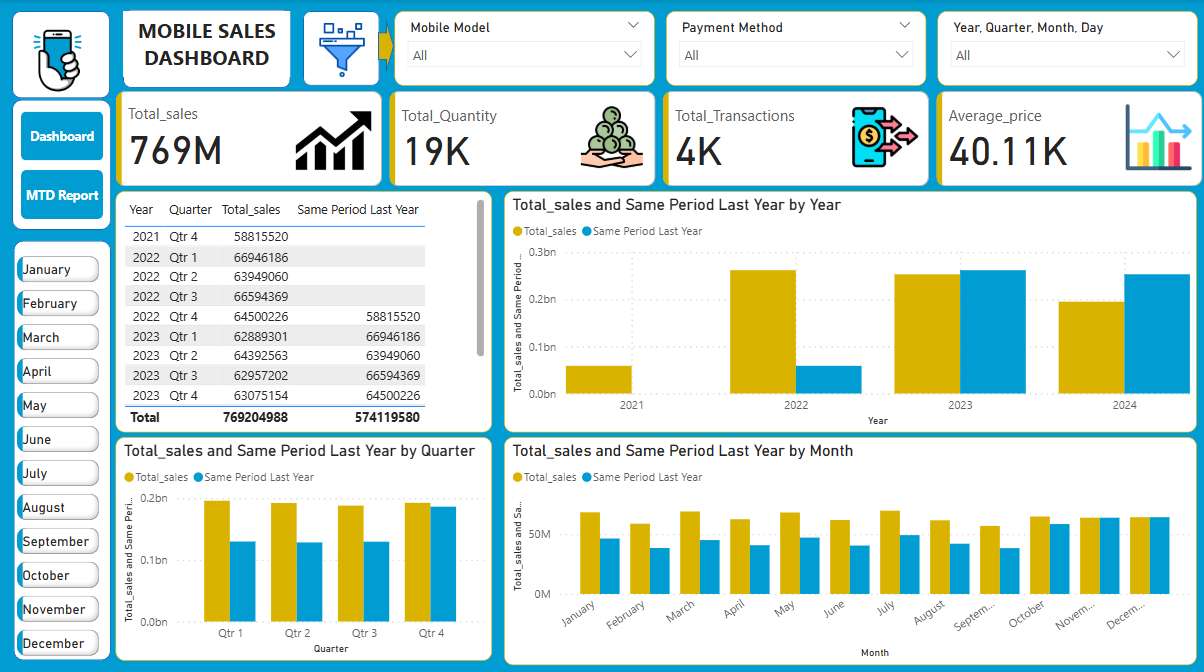 MOBILE SALES
DASHBOARD
Mobile Model
All
Payment Method
All
Year, Quarter, Month, Day
All
Dashboard
MTD Report
Total_sales
769M
Total_Quantity
19K
Total_Transactions
4K
Average_price
40.11K
January
February
March
April
May
June
July
August
September
October
November
December
Year Quarter Total_sales Same Period Last Year
2021 Qtr 4 58815520
2022 Qtr 1 66946186
2022 Qtr 2 63949060
2022 Qtr 3 66594369
2022 Qtr 4 64500226 58815520
2023 Qtr 1 62889301 66946186
2023 Qtr 2 64392563 63949060
2023 Qtr 3 62957202 66594369
2023 Qtr 4 63075154 64500226
Total 769204988 574119580
Total_sales and Same Period Last Year by Year
Total_sales Same Period Last Year
Total_sales and Same Period ...
0.3bn
0.2bn
0.1bn
0.0bn
2021 2022 2023 2024
Year
Total_sales and Same Period Last Year by Quarter
Total_sales Same Period Last Year
Total_sales and Same Peri...
0.2bn
0.1bn
0.0bn
Qtr 1 Qtr 2 Qtr 3 Qtr 4
Quarter
Total_sales and Same Period Last Year by Month
Total_sales Same Period Last Year
Total_sales and Sa...
50M
0M
January February March April May June July August Septem... October Novem... Decem...
Month